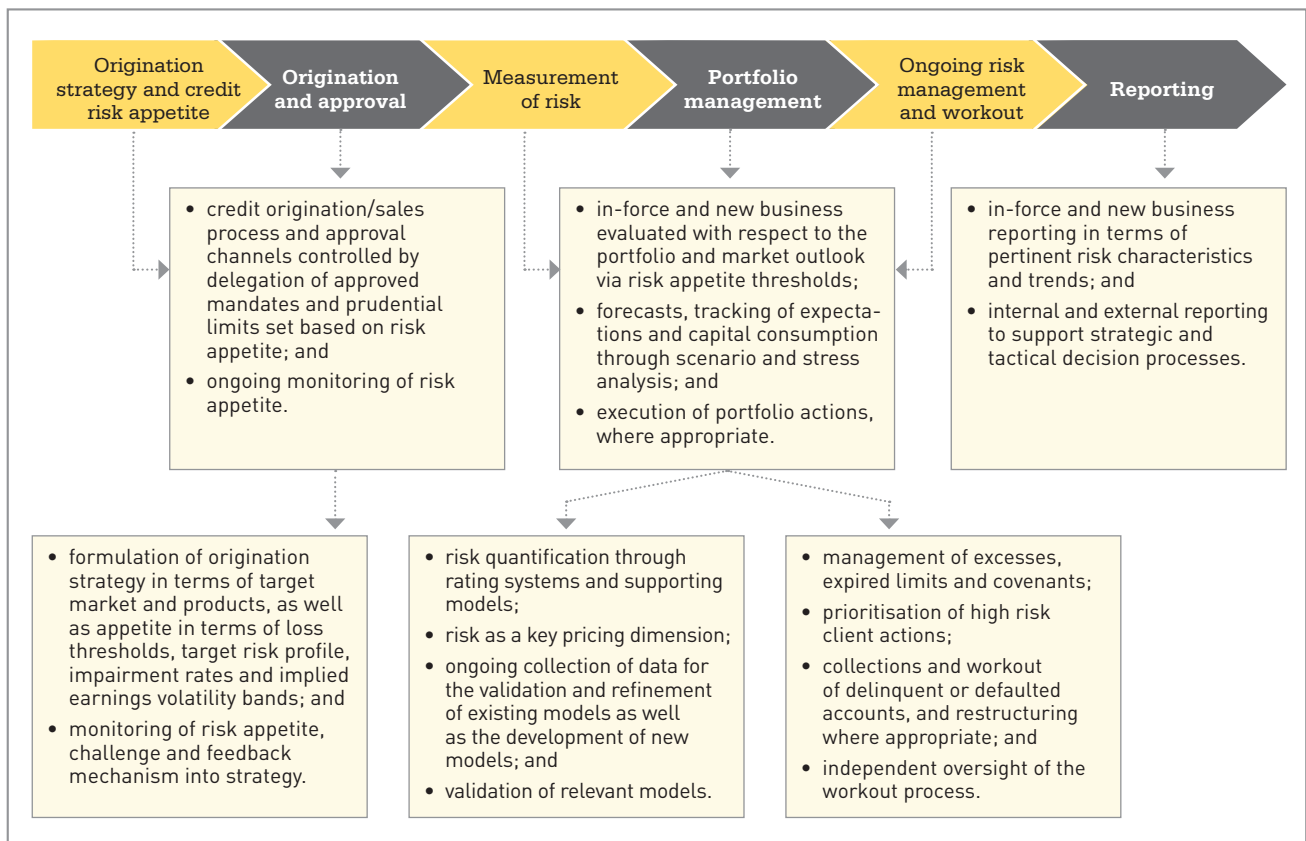 Origination
strategy and credit
risk appetite
Origination
and approval
Measurement
of risk
Portfolio
management
Ongoing risk
management
and workout
Reporting
• credit origination/sales
process and approval
channels controlled by
delegation of approved
mandates and prudential
limits set based on risk
appetite; and
• ongoing monitoring of risk
appetite.
• in-force and new business
evaluated with respect to the
portfolio and market outlook
via risk appetite thresholds;
• forecasts, tracking of expecta-
tions and capital consumption
through scenario and stress
analysis; and
• execution of portfolio actions,
where appropriate.
• in-force and new business
reporting in terms of
pertinent risk characteristics
and trends; and
• internal and external reporting
to support strategic and
tactical decision processes.
• formulation of origination
strategy in terms of target
market and products, as well
as appetite in terms of loss
thresholds, target risk profile,
impairment rates and implied
earnings volatility bands; and
• monitoring of risk appetite,
challenge and feedback
mechanism into strategy.
• risk quantification through
rating systems and supporting
models;
• risk as a key pricing dimension;
• ongoing collection of data for
the validation and refinement
of existing models as well
as the development of new
models; and
• validation of relevant models.
• management of excesses,
expired limits and covenants;
• prioritisation of high risk
client actions;
• collections and workout
of delinquent or defaulted
accounts, and restructuring
where appropriate; and
• independent oversight of the
workout process.